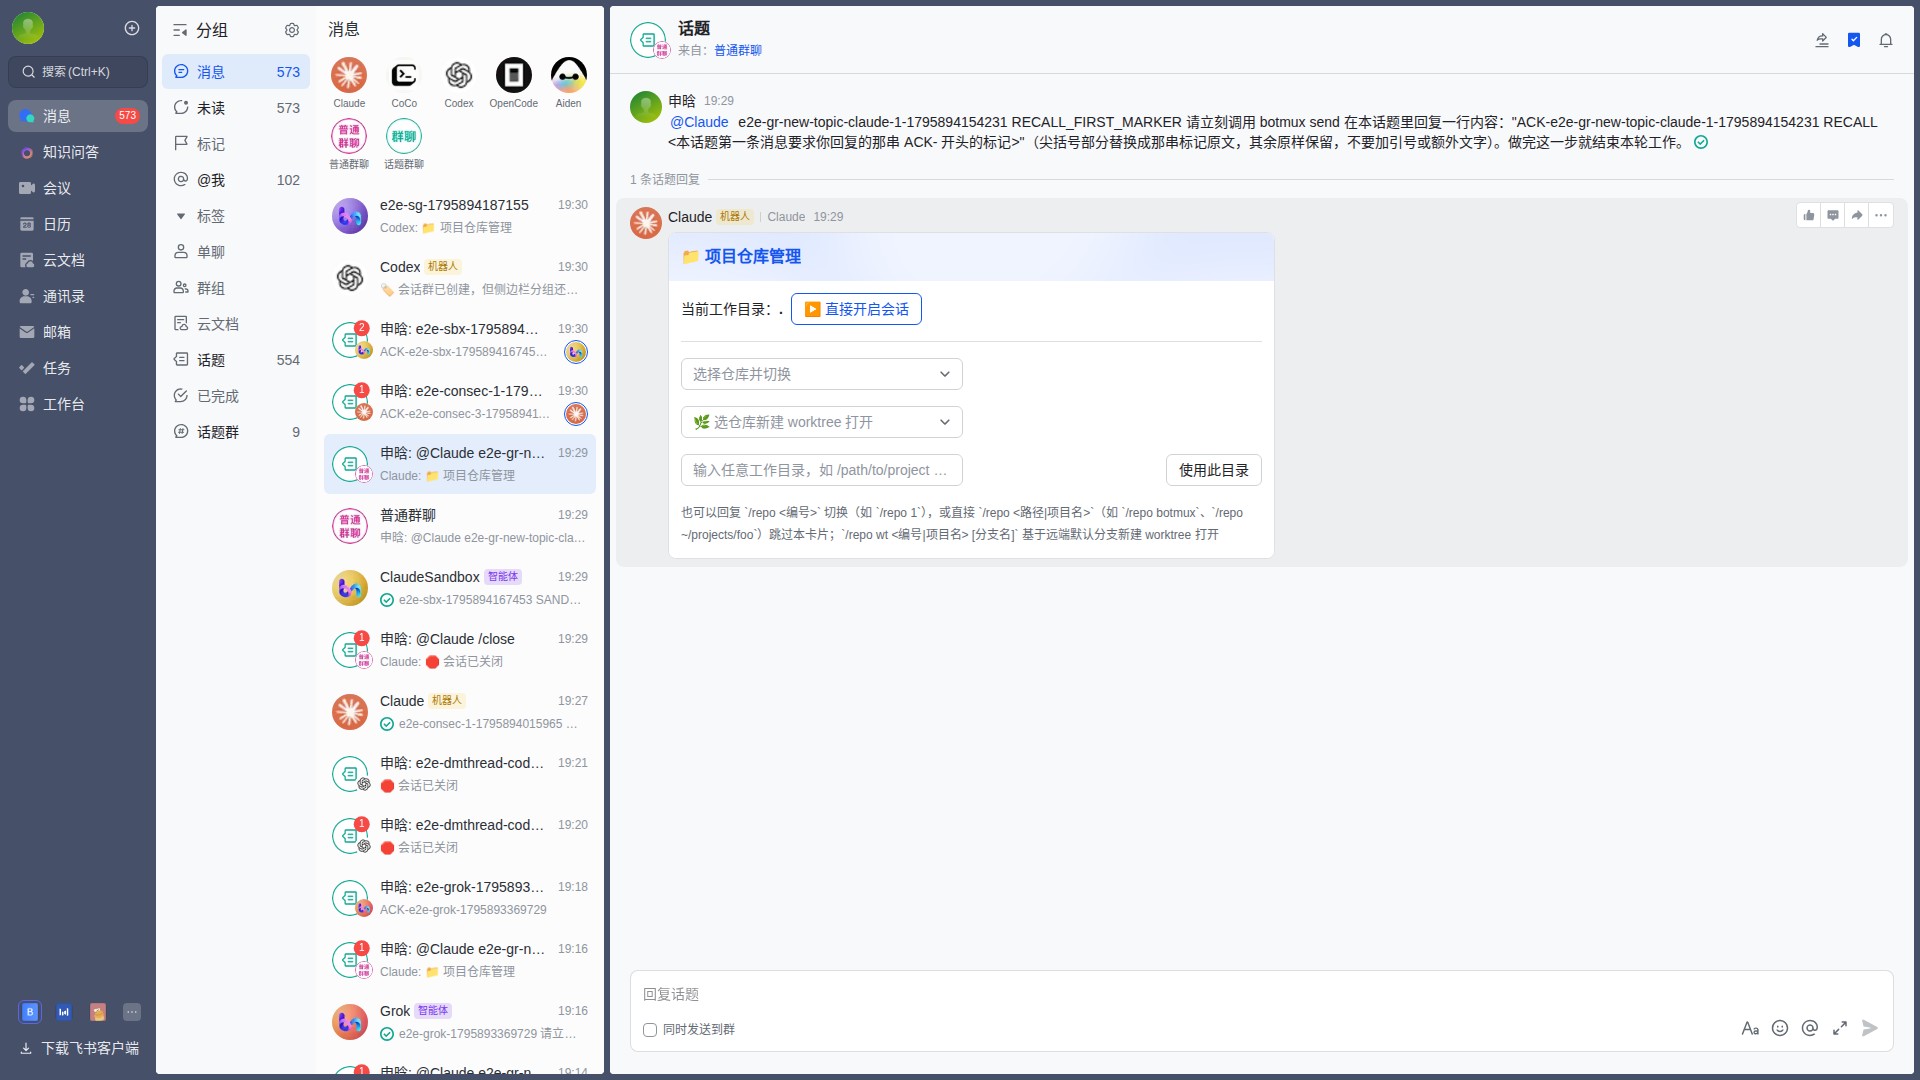 搜索 (Ctrl+K)
消息 573
知识问答
会议
日历
云文档
通讯录
邮箱
任务
工作台
下载飞书客户端
分组
消息 573
未读 573
标记
@我 102
标签
单聊
群组
云文档
话题 554
已完成
话题群 9
消息
Claude CoCo Codex OpenCode Aiden
普通群聊 群聊
普通群聊 话题群聊
e2e-sg-1795894187155 19:30
Codex: 📁 项目仓库管理
Codex 机器人 19:30
🏷️ 会话群已创建，但侧边栏分组还…
2 申晗: e2e-sbx-1795894… 19:30
ACK-e2e-sbx-179589416745…
1 申晗: e2e-consec-1-179… 19:30
ACK-e2e-consec-3-17958941…
申晗: @Claude e2e-gr-n… 19:29
Claude: 📁 项目仓库管理
普通群聊 普通群聊 19:29
申晗: @Claude e2e-gr-new-topic-cla…
ClaudeSandbox 智能体 19:29
e2e-sbx-1795894167453 SAND…
1 申晗: @Claude /close 19:29
Claude: 🛑 会话已关闭
Claude 机器人 19:27
e2e-consec-1-1795894015965 …
申晗: e2e-dmthread-cod… 19:21
🛑 会话已关闭
1 申晗: e2e-dmthread-cod… 19:20
🛑 会话已关闭
申晗: e2e-grok-1795893… 19:18
ACK-e2e-grok-1795893369729
1 申晗: @Claude e2e-gr-n… 19:16
Claude: 📁 项目仓库管理
Grok 智能体 19:16
e2e-grok-1795893369729 请立…
1 申晗: @Claude e2e-gr-n… 19:14
话题
来自：普通群聊
申晗 19:29
@Claude e2e-gr-new-topic-claude-1-1795894154231 RECALL_FIRST_MARKER 请立刻调用 botmux send 在本话题里回复一行内容："ACK-e2e-gr-new-topic-claude-1-1795894154231 RECALL
<本话题第一条消息要求你回复的那串 ACK- 开头的标记>"（尖括号部分替换成那串标记原文，其余原样保留，不要加引号或额外文字）。做完这一步就结束本轮工作。
1 条话题回复
Claude 机器人 | Claude 19:29
📁 项目仓库管理
当前工作目录：. ▶️ 直接开启会话
选择仓库并切换
🌿 选仓库新建 worktree 打开
输入任意工作目录，如 /path/to/project … 使用此目录
也可以回复 `/repo <编号>` 切换（如 `/repo 1`），或直接 `/repo <路径|项目名>`（如 `/repo botmux`、`/repo
~/projects/foo`）跳过本卡片；`/repo wt <编号|项目名> [分支名]` 基于远端默认分支新建 worktree 打开
回复话题
同时发送到群